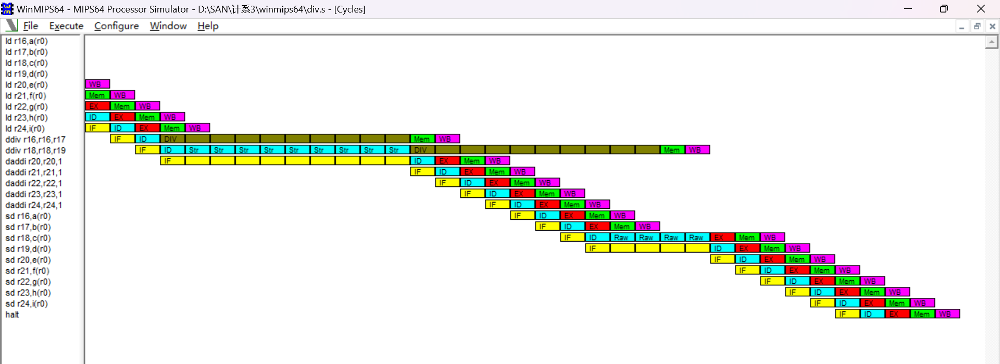 WinMIPS64 - MIPS64 Processor Simulator - D:\SAN\计系3\winmips64\div.s - [Cycles]
File Execute Configure Window Help
ld r16,a(r0)
ld r17,b(r0)
ld r18,c(r0)
ld r19,d(r0)
ld r20,e(r0) WB
ld r21,f(r0) Mem WB
ld r22,g(r0) EX Mem WB
ld r23,h(r0) ID EX Mem WB
ld r24,i(r0) IF ID EX Mem WB
ddiv r16,r16,r17 IF ID DIV Mem WB
ddiv r18,r18,r19 IF ID Str Str Str Str Str Str Str Str Str DIV Mem WB
daddi r20,r20,1 IF ID EX Mem WB
daddi r21,r21,1 IF ID EX Mem WB
daddi r22,r22,1 IF ID EX Mem WB
daddi r23,r23,1 IF ID EX Mem WB
daddi r24,r24,1 IF ID EX Mem WB
sd r16,a(r0) IF ID EX Mem WB
sd r17,b(r0) IF ID EX Mem WB
sd r18,c(r0) IF ID Raw Raw Raw Raw EX Mem WB
sd r19,d(r0) IF ID EX Mem WB
sd r20,e(r0) IF ID EX Mem WB
sd r21,f(r0) IF ID EX Mem WB
sd r22,g(r0) IF ID EX Mem WB
sd r23,h(r0) IF ID EX Mem WB
sd r24,i(r0) IF ID EX Mem WB
halt IF ID EX Mem WB